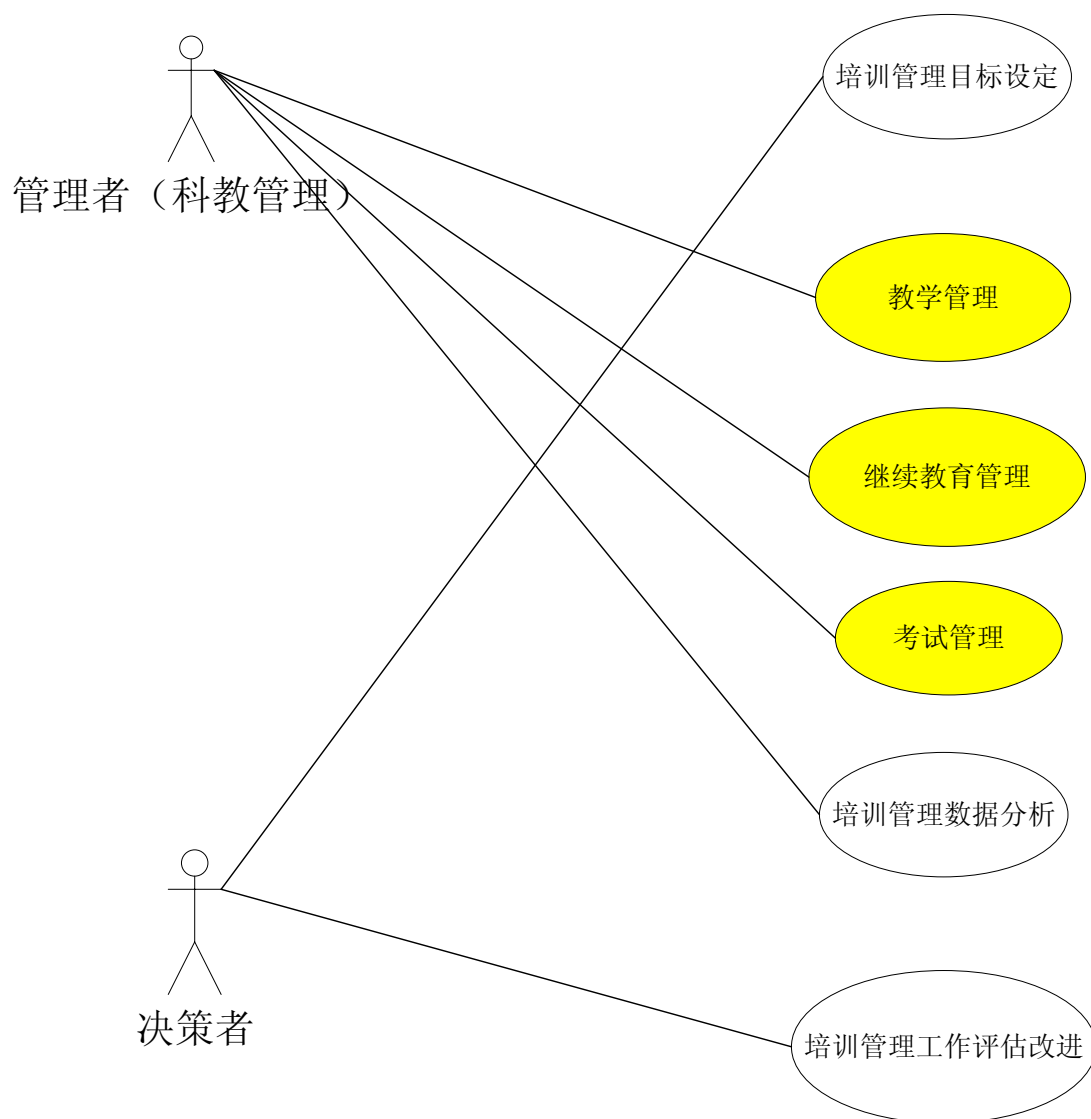 培训管理目标设定
管理者（科教管理）
教学管理
继续教育管理
考试管理
培训管理数据分析
决策者
培训管理工作评估改进